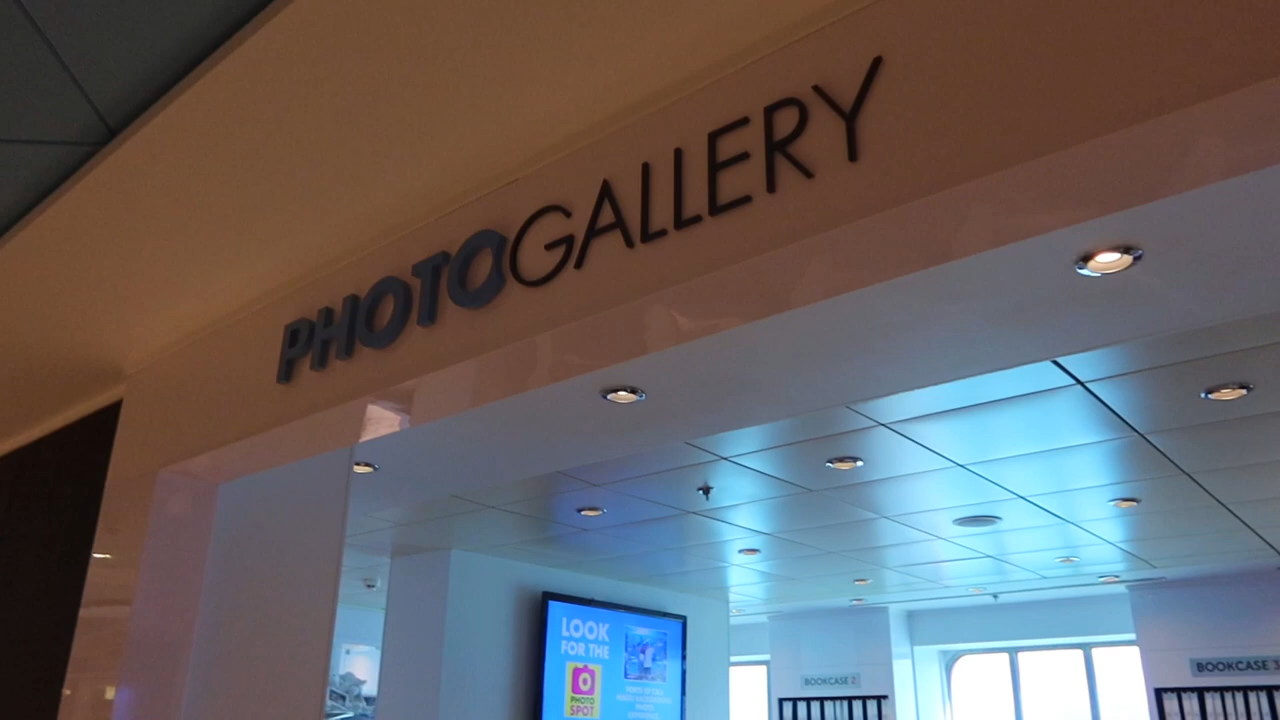 PHOTOGALLERY
LOOK
FOR THE
PHOTO
SPOT
BOOKCASE 2
BOOKCASE 3